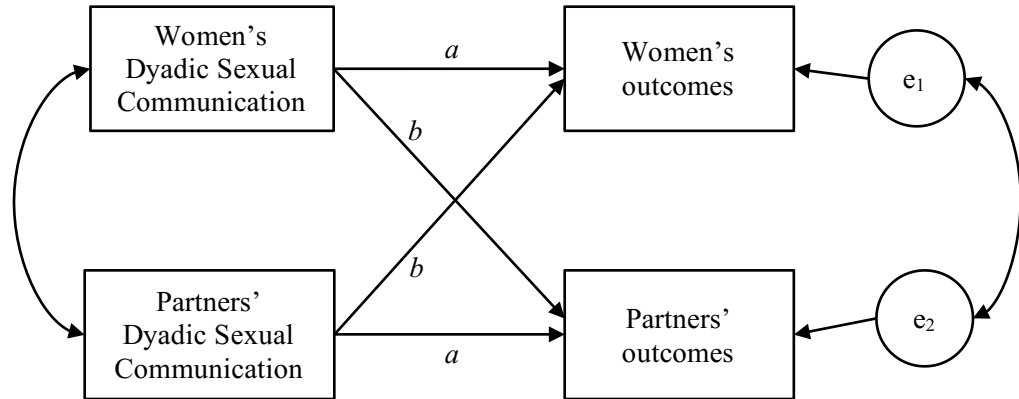 Women’s
Dyadic Sexual
Communication
a
Women’s
outcomes
e₁
b
b
Partners’
Dyadic Sexual
Communication
a
Partners’
outcomes
e₂